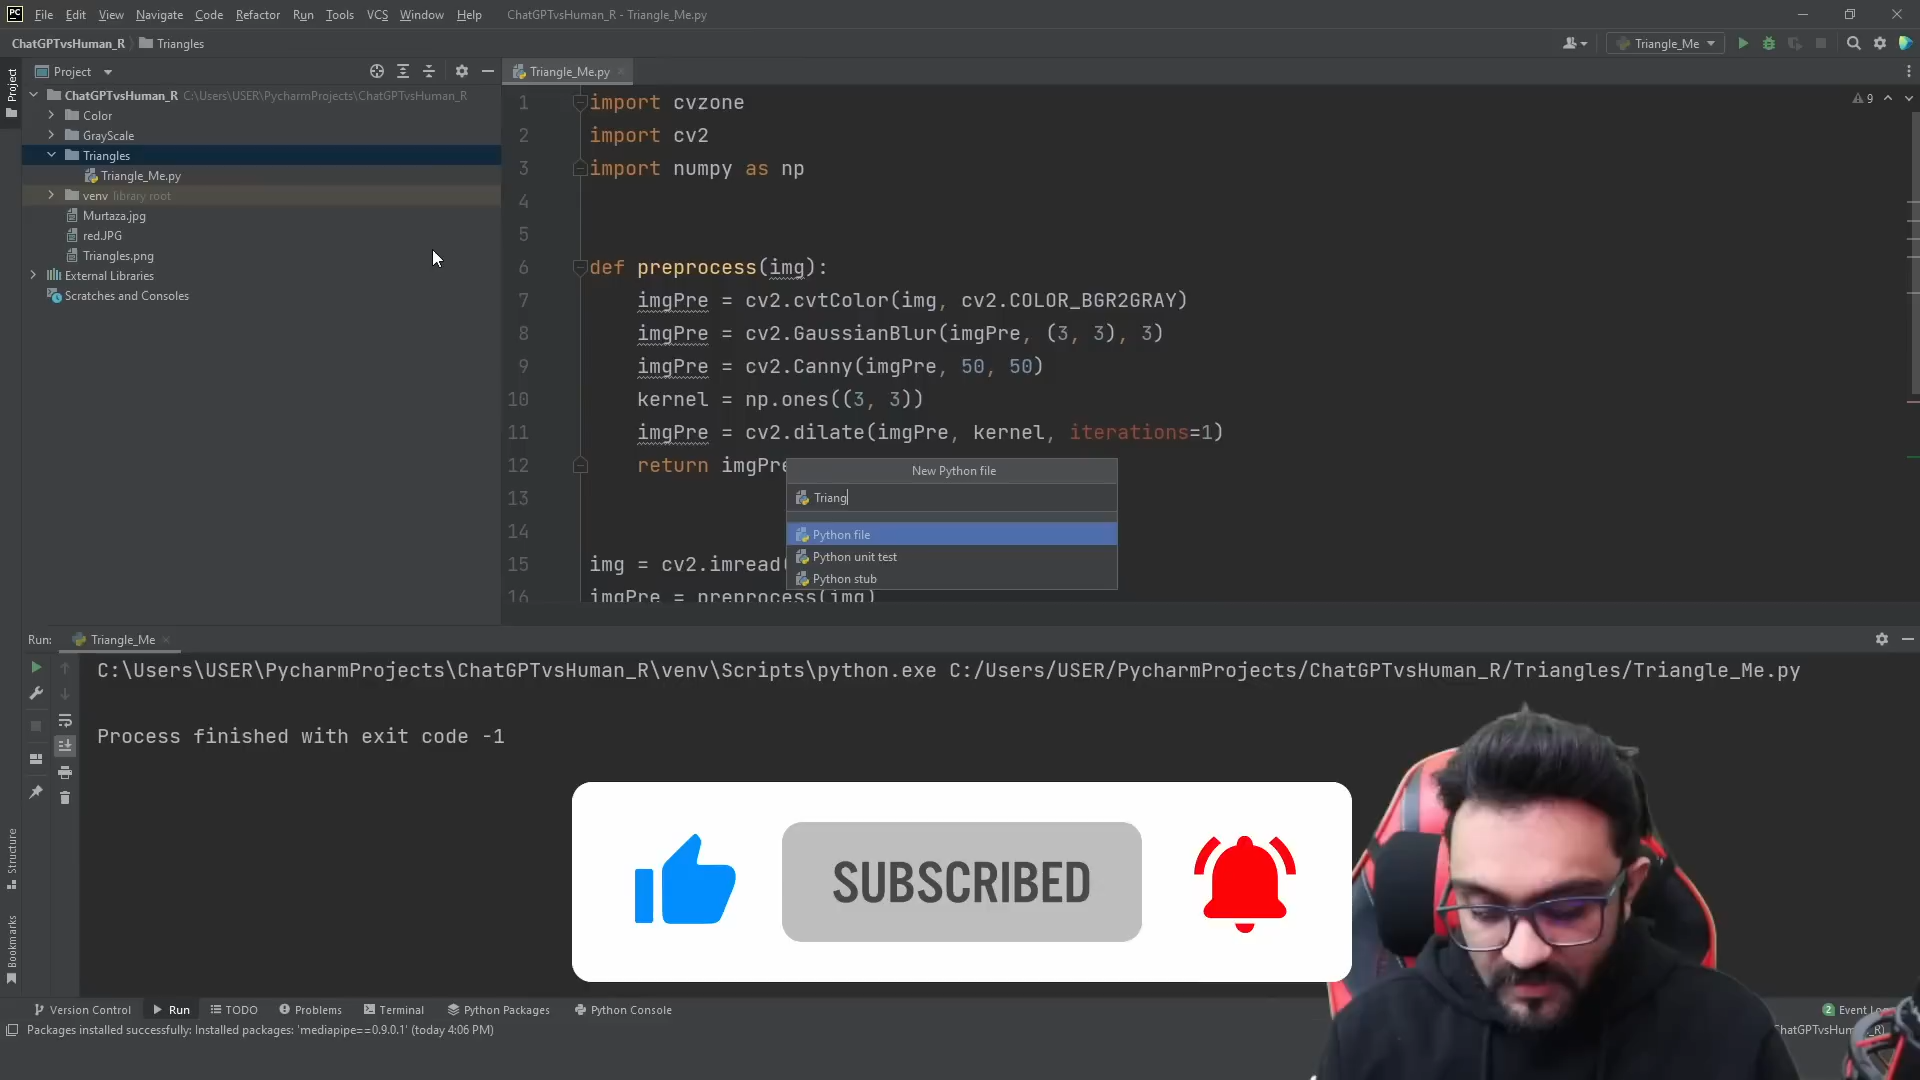 PC File Edit View Navigate Code Refactor Run Tools VCS Window Help ChatGPTvsHuman_R - Triangle_Me.py
ChatGPTvsHuman_R Triangles Triangle_Me
Project Triangle_Me.py
Project
ChatGPTvsHuman_R C:\Users\USER\PycharmProjects\ChatGPTvsHuman_R
Color
GrayScale
Triangles
Triangle_Me.py
venv library root
Murtaza.jpg
red.JPG
Triangles.png
External Libraries
Scratches and Consoles
9
1 import cvzone
2 import cv2
3 import numpy as np
4
5
6 def preprocess(img):
7 imgPre = cv2.cvtColor(img, cv2.COLOR_BGR2GRAY)
8 imgPre = cv2.GaussianBlur(imgPre, (3, 3), 3)
9 imgPre = cv2.Canny(imgPre, 50, 50)
10 kernel = np.ones((3, 3))
11 imgPre = cv2.dilate(imgPre, kernel, iterations=1)
12 return imgPre
13
14
15 img = cv2.imread(
16 imgPre = preprocess(img)
New Python file
Triang
Python file
Python unit test
Python stub
Run: Triangle_Me
C:\Users\USER\PycharmProjects\ChatGPTvsHuman_R\venv\Scripts\python.exe C:/Users/USER/PycharmProjects/ChatGPTvsHuman_R/Triangles/Triangle_Me.py
Process finished with exit code -1
SUBSCRIBED
Structure
Bookmarks
Version Control Run TODO Problems Terminal Python Packages Python Console 2 Event Lo
Packages installed successfully: Installed packages: 'mediapipe==0.9.0.1' (today 4:06 PM)